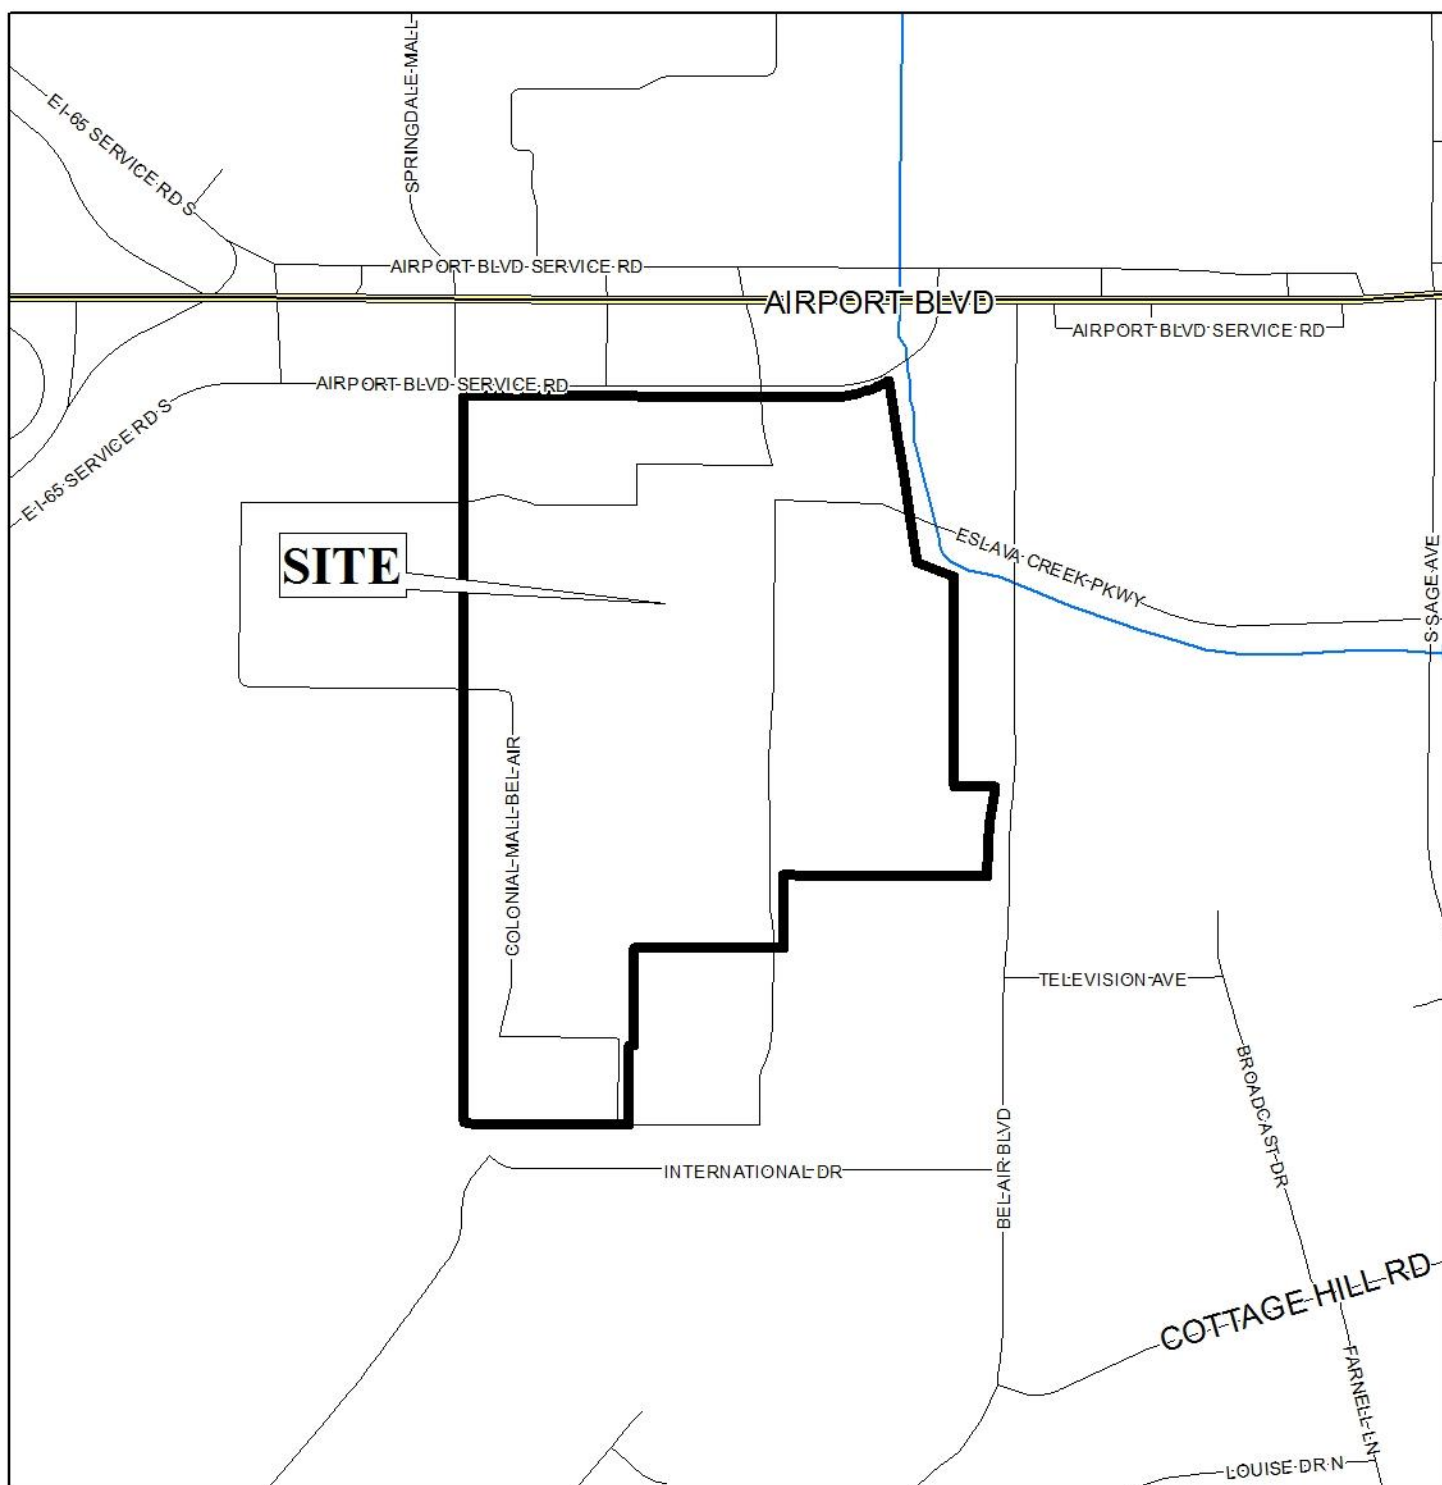 SPRINGDALE MALL
E I-65 SERVICE RD S
AIRPORT BLVD SERVICE RD
AIRPORT BLVD
AIRPORT BLVD SERVICE RD
AIRPORT BLVD SERVICE RD
E I-65 SERVICE RD S
SITE
ESLAVA CREEK PKWY
S SAGE AVE
COLONIAL MALL BEL AIR
TELEVISION AVE
BROADCAST DR
INTERNATIONAL DR
BEL AIR BLVD
COTTAGE HILL RD
FARNELL LN
LOUISE DR N